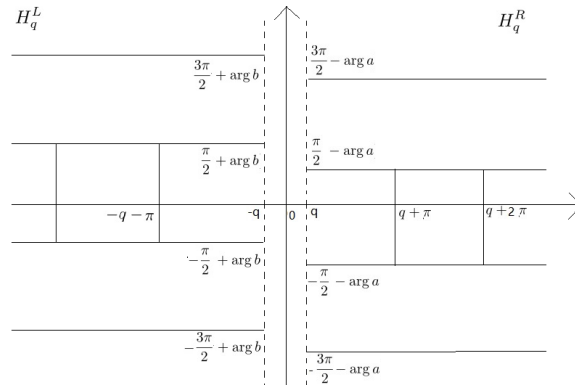 H_q^L
H_q^R
3π/2 + arg b
3π/2 − arg a
π/2 + arg b
π/2 − arg a
−q − π
-q
0
q
q + π
q+2 π
−π/2 + arg b
−π/2 − arg a
−3π/2 + arg b
-3π/2 − arg a